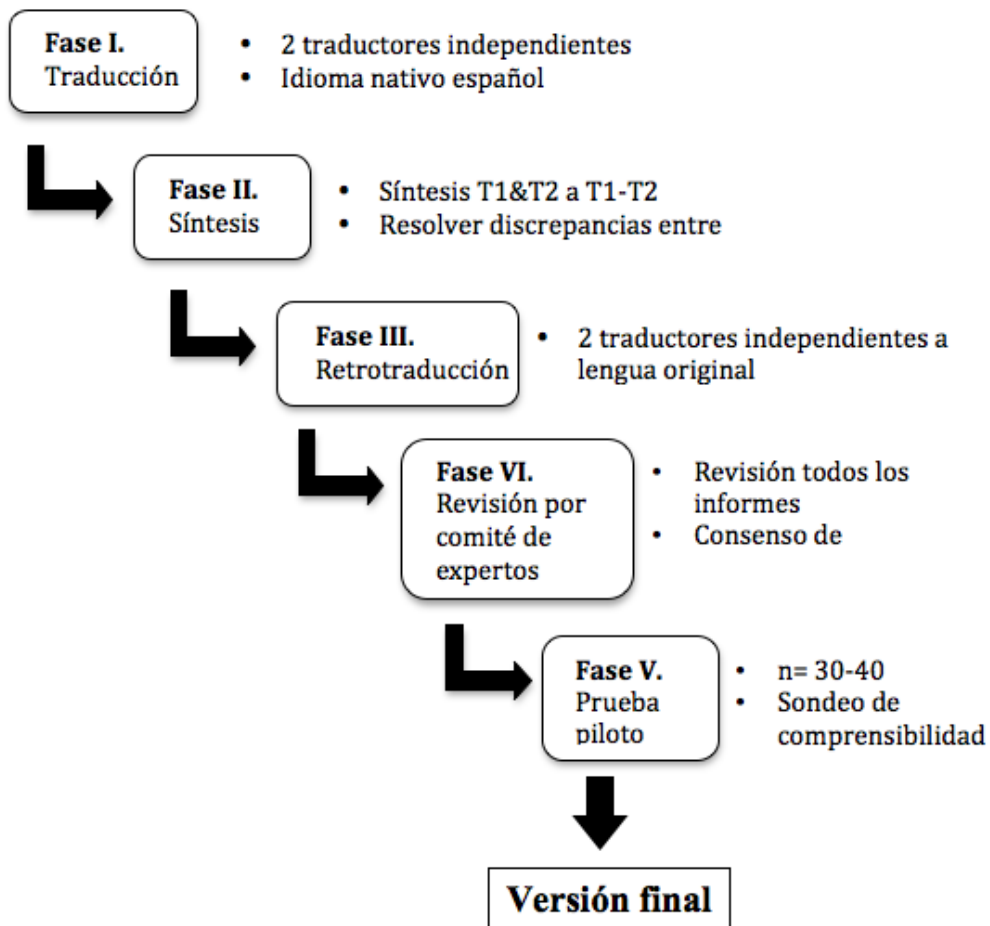 Fase I.
Traducción
• 2 traductores independientes
• Idioma nativo español
Fase II.
Síntesis
• Síntesis T1&T2 a T1-T2
• Resolver discrepancias entre
Fase III.
Retrotraducción
• 2 traductores independientes a
lengua original
Fase VI.
Revisión por
comité de
expertos
• Revisión todos los
informes
• Consenso de
Fase V.
Prueba
piloto
• n= 30-40
• Sondeo de
comprensibilidad
Versión final